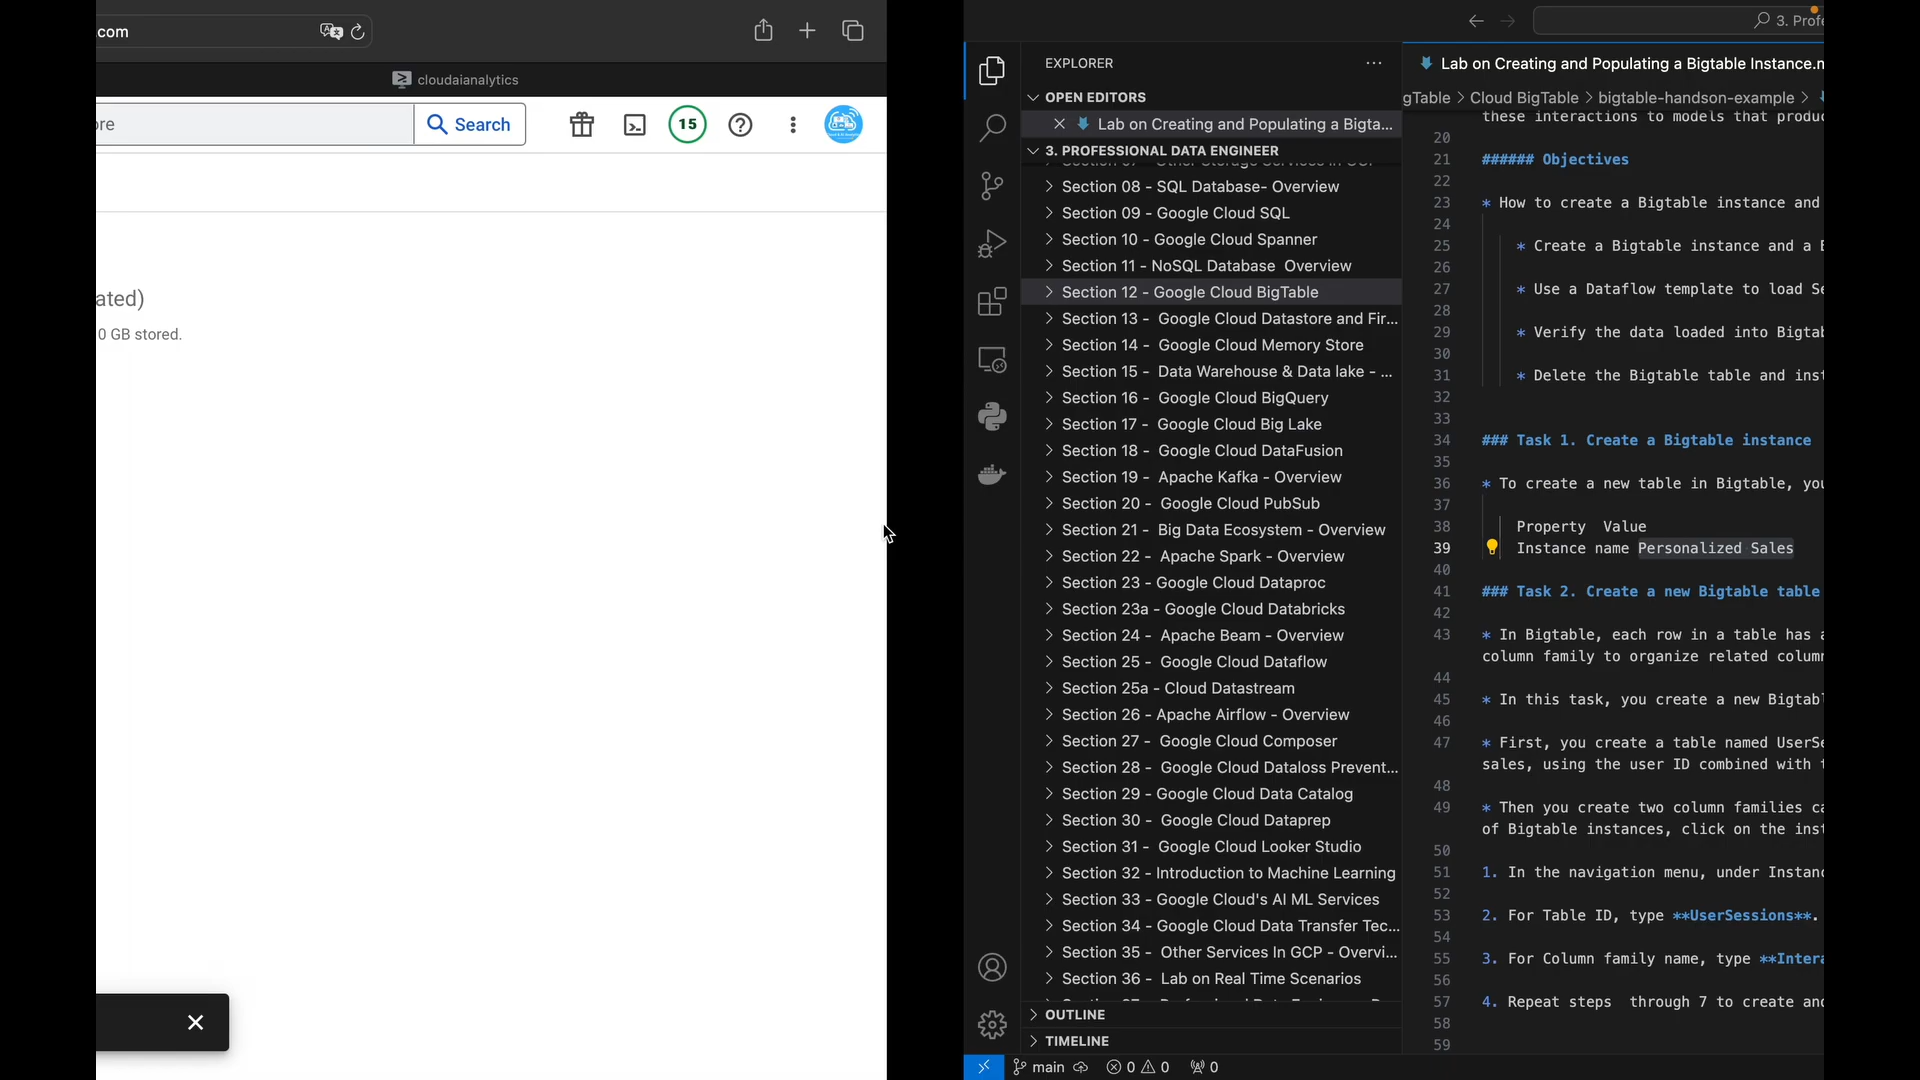 .com
cloudaianalytics
ore
Search
15
ated)
0 GB stored.
3. Profe
EXPLORER
Lab on Creating and Populating a Bigtable Instance.m
OPEN EDITORS
gTable > Cloud BigTable > bigtable-handson-example >
Lab on Creating and Populating a Bigta...
3. PROFESSIONAL DATA ENGINEER
Section 08 - SQL Database- Overview
Section 09 - Google Cloud SQL
Section 10 - Google Cloud Spanner
Section 11 - NoSQL Database Overview
Section 12 - Google Cloud BigTable
Section 13 - Google Cloud Datastore and Fir...
Section 14 - Google Cloud Memory Store
Section 15 - Data Warehouse & Data lake - ...
Section 16 - Google Cloud BigQuery
Section 17 - Google Cloud Big Lake
Section 18 - Google Cloud DataFusion
Section 19 - Apache Kafka - Overview
Section 20 - Google Cloud PubSub
Section 21 - Big Data Ecosystem - Overview
Section 22 - Apache Spark - Overview
Section 23 - Google Cloud Dataproc
Section 23a - Google Cloud Databricks
Section 24 - Apache Beam - Overview
Section 25 - Google Cloud Dataflow
Section 25a - Cloud Datastream
Section 26 - Apache Airflow - Overview
Section 27 - Google Cloud Composer
Section 28 - Google Cloud Dataloss Prevent...
Section 29 - Google Cloud Data Catalog
Section 30 - Google Cloud Dataprep
Section 31 - Google Cloud Looker Studio
Section 32 - Introduction to Machine Learning
Section 33 - Google Cloud's AI ML Services
Section 34 - Google Cloud Data Transfer Tec...
Section 35 - Other Services In GCP - Overvi...
Section 36 - Lab on Real Time Scenarios
OUTLINE
TIMELINE
main
0 0
0
these interactions to models that produc
20
21 ###### Objectives
22
23 * How to create a Bigtable instance and
24
25 * Create a Bigtable instance and a B
26
27 * Use a Dataflow template to load Se
28
29 * Verify the data loaded into Bigtab
30
31 * Delete the Bigtable table and inst
32
33
34 ### Task 1. Create a Bigtable instance
35
36 * To create a new table in Bigtable, you
37
38 Property Value
39 Instance name Personalized Sales
40
41 ### Task 2. Create a new Bigtable table
42
43 * In Bigtable, each row in a table has a
column family to organize related column
44
45 * In this task, you create a new Bigtabl
46
47 * First, you create a table named UserSe
sales, using the user ID combined with t
48
49 * Then you create two column families ca
of Bigtable instances, click on the inst
50
51 1. In the navigation menu, under Instanc
52
53 2. For Table ID, type **UserSessions**.
54
55 3. For Column family name, type **Intera
56
57 4. Repeat steps through 7 to create and
58
59